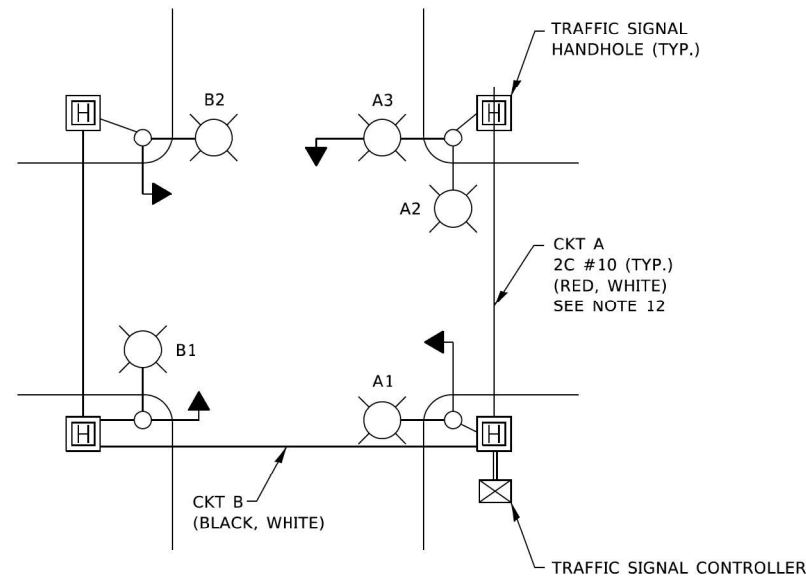 TRAFFIC SIGNAL
HANDHOLE (TYP.)
H
B2
A3
H
A2
CKT A
2C #10 (TYP.)
(RED, WHITE)
SEE NOTE 12
B1
A1
H
H
CKT B
(BLACK, WHITE)
TRAFFIC SIGNAL CONTROLLER